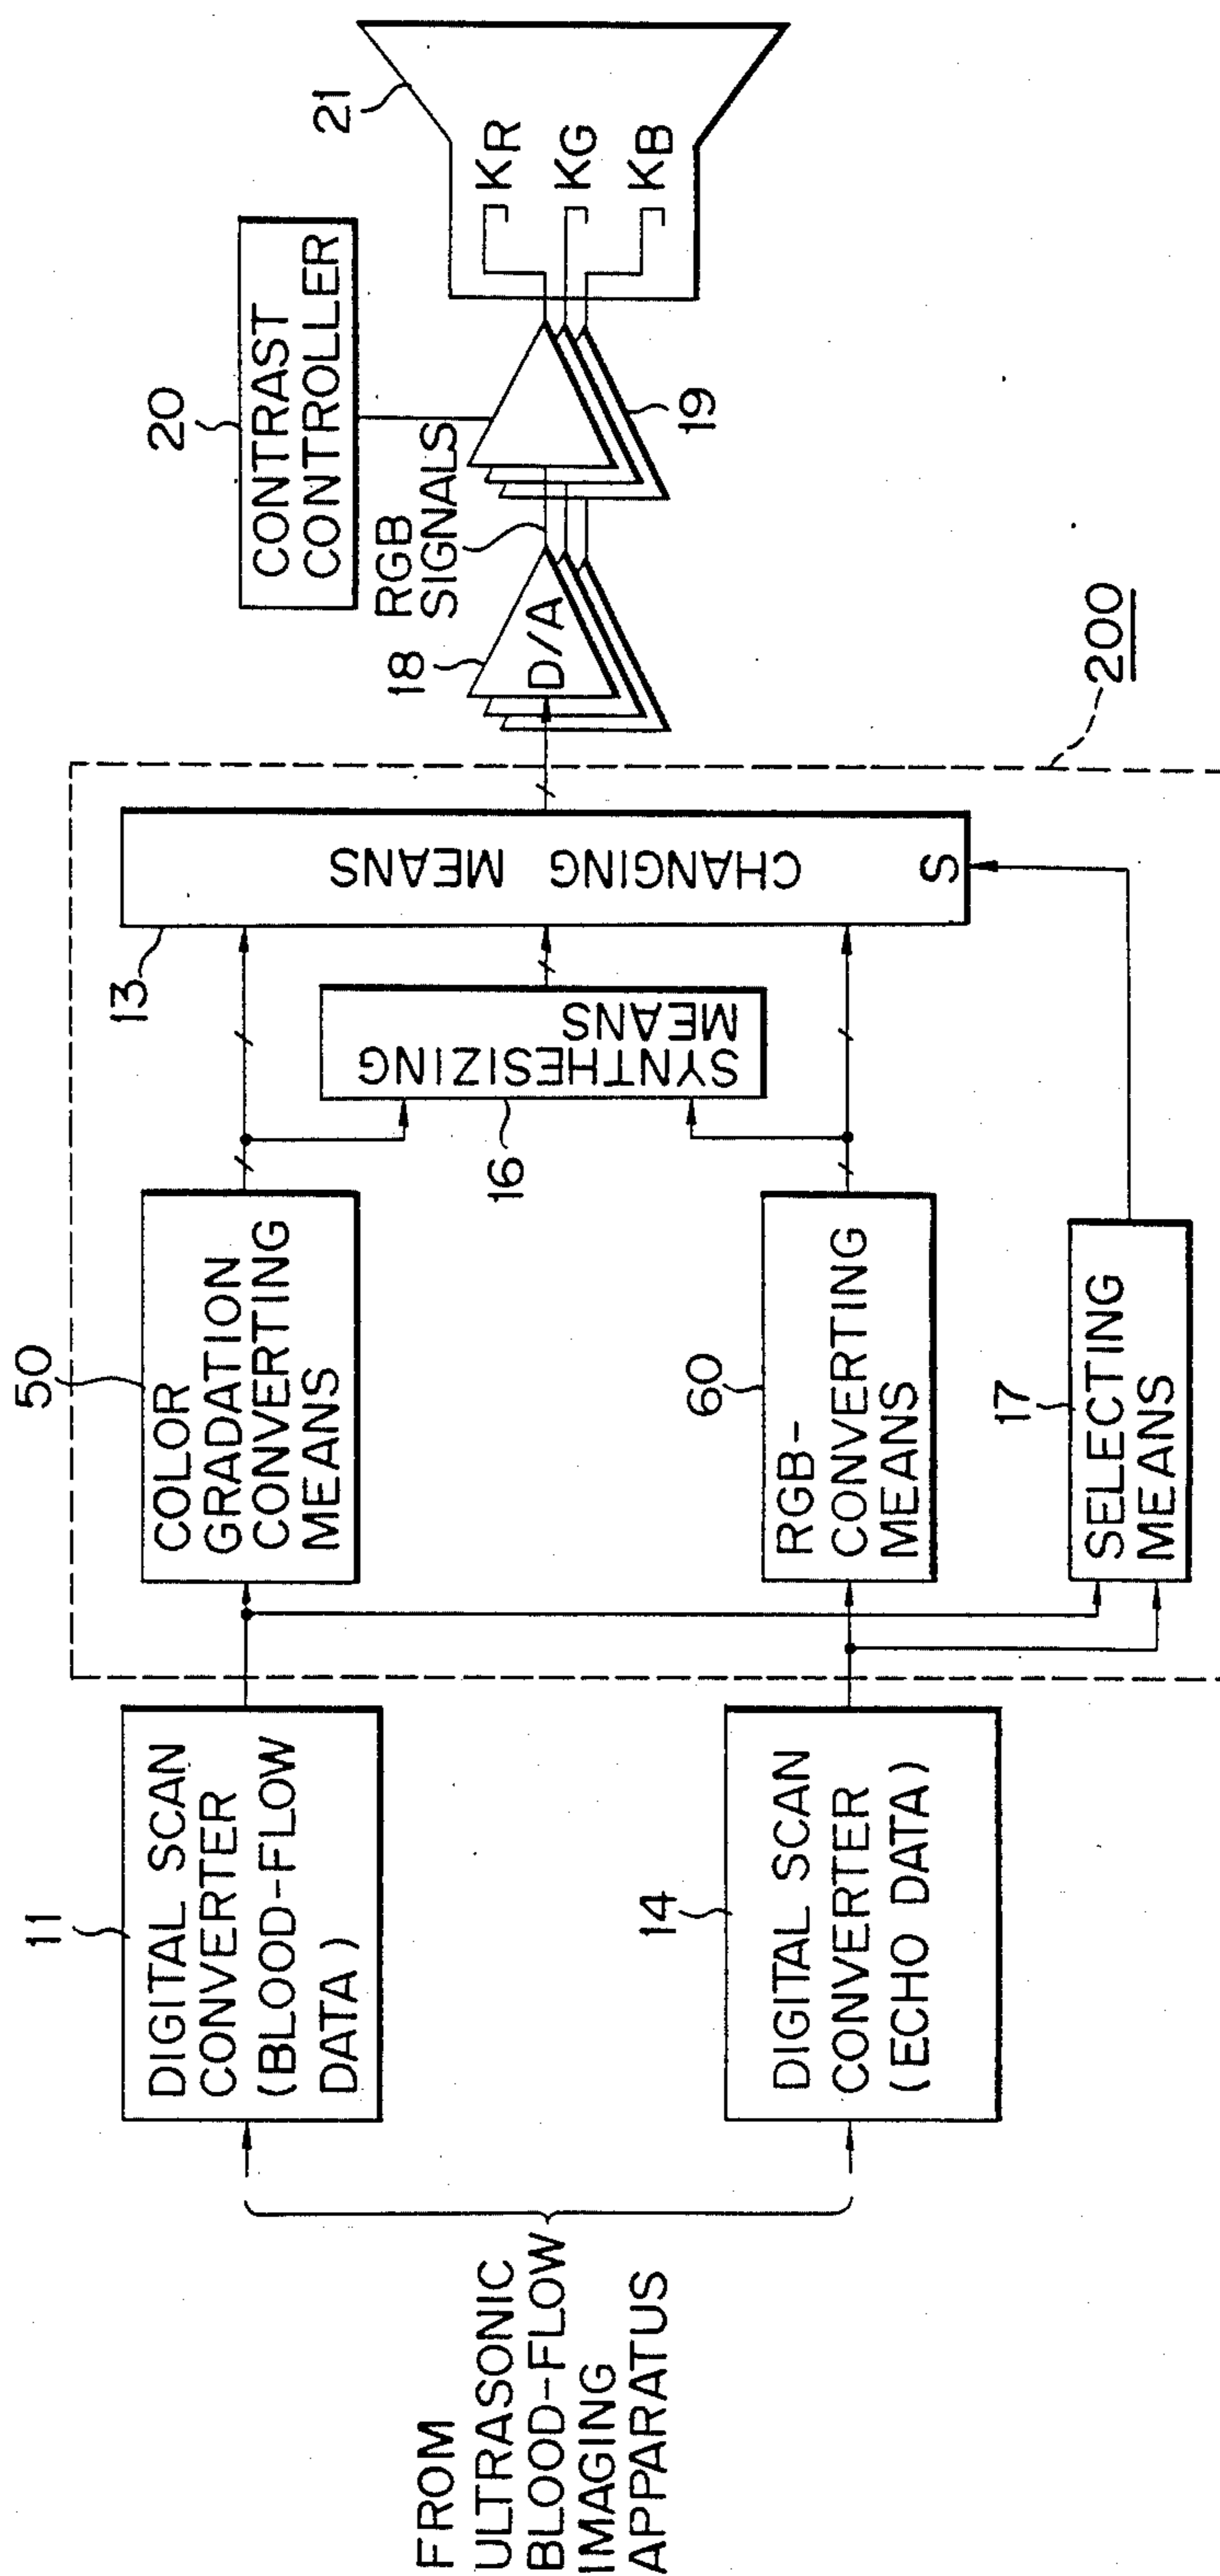 FROM
ULTRASONIC
BLOOD-FLOW
IMAGING
APPARATUS
11
DIGITAL SCAN
CONVERTER
(BLOOD-FLOW
DATA)
14
DIGITAL SCAN
CONVERTER
(ECHO DATA)
50
COLOR
GRADATION
CONVERTING
MEANS
60
RGB-
CONVERTING
MEANS
17
SELECTING
MEANS
16
SYNTHESIZING
MEANS
13
CHANGING MEANS
S
200
18
D/A
RGB
SIGNALS
19
20
CONTRAST
CONTROLLER
21
KR
KG
KB